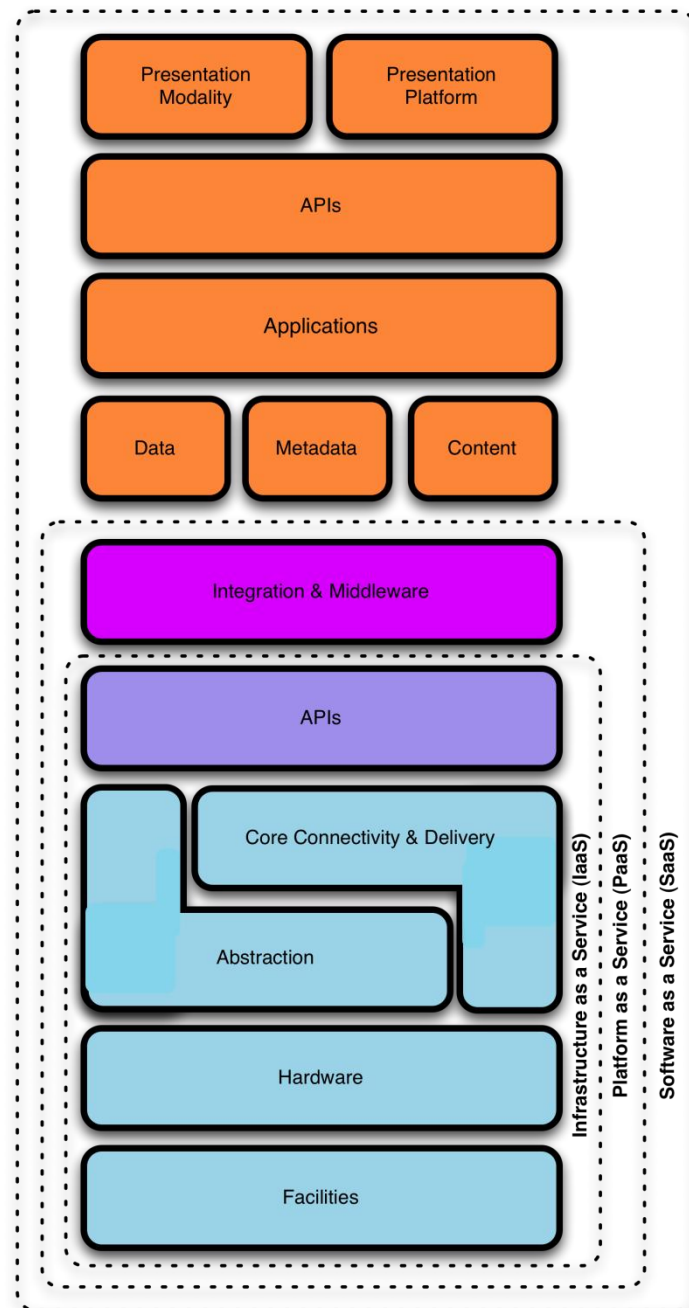 Presentation
Modality
Presentation
Platform
APIs
Applications
Data
Metadata
Content
Integration & Middleware
APIs
Core Connectivity & Delivery
Abstraction
Hardware
Facilities
Infrastructure as a Service (IaaS)
Platform as a Service (PaaS)
Software as a Service (SaaS)